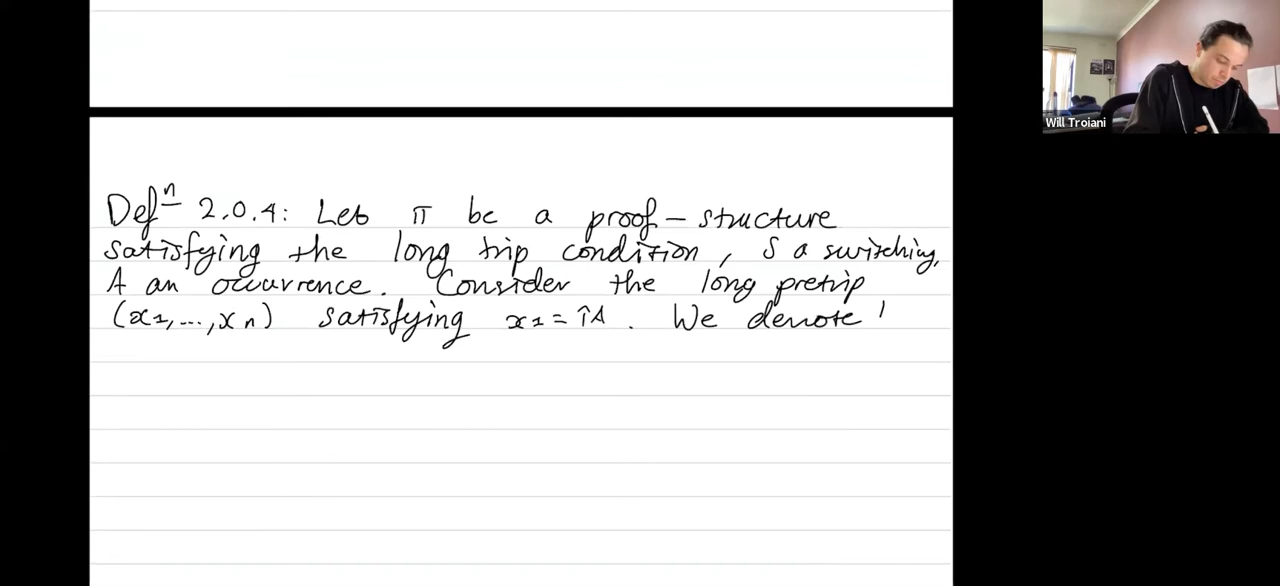 Defⁿ 2.0.4: Let π be a proof-structure
satisfying the long trip condition, S a switching,
A an occurrence. Consider the long pretrip
(x₁,...,xₙ) satisfying x₁ = ↑A. We denote
Will Troiani